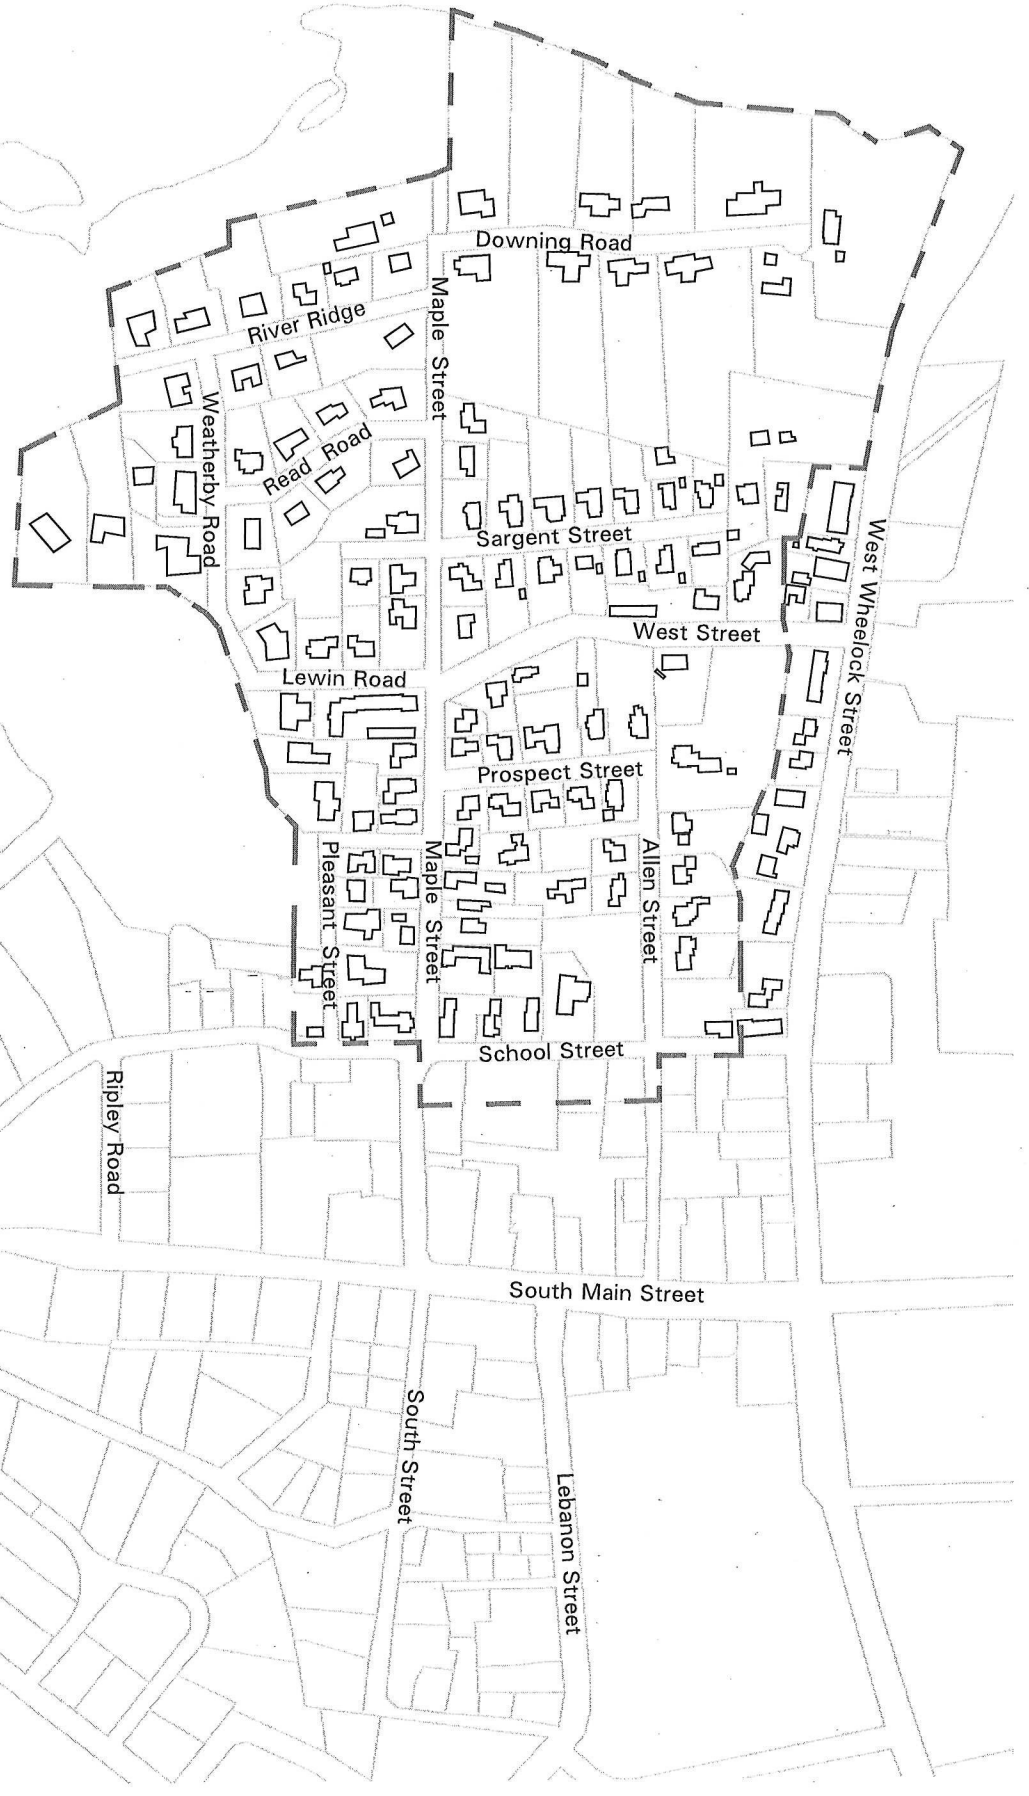 Downing Road
Maple Street
River Ridge
Weatherby Road
Read Road
Sargent Street
West Wheelock Street
West Street
Lewin Road
Prospect Street
Pleasant Street
Maple Street
Allen Street
School Street
Ripley Road
South Main Street
South Street
Lebanon Street